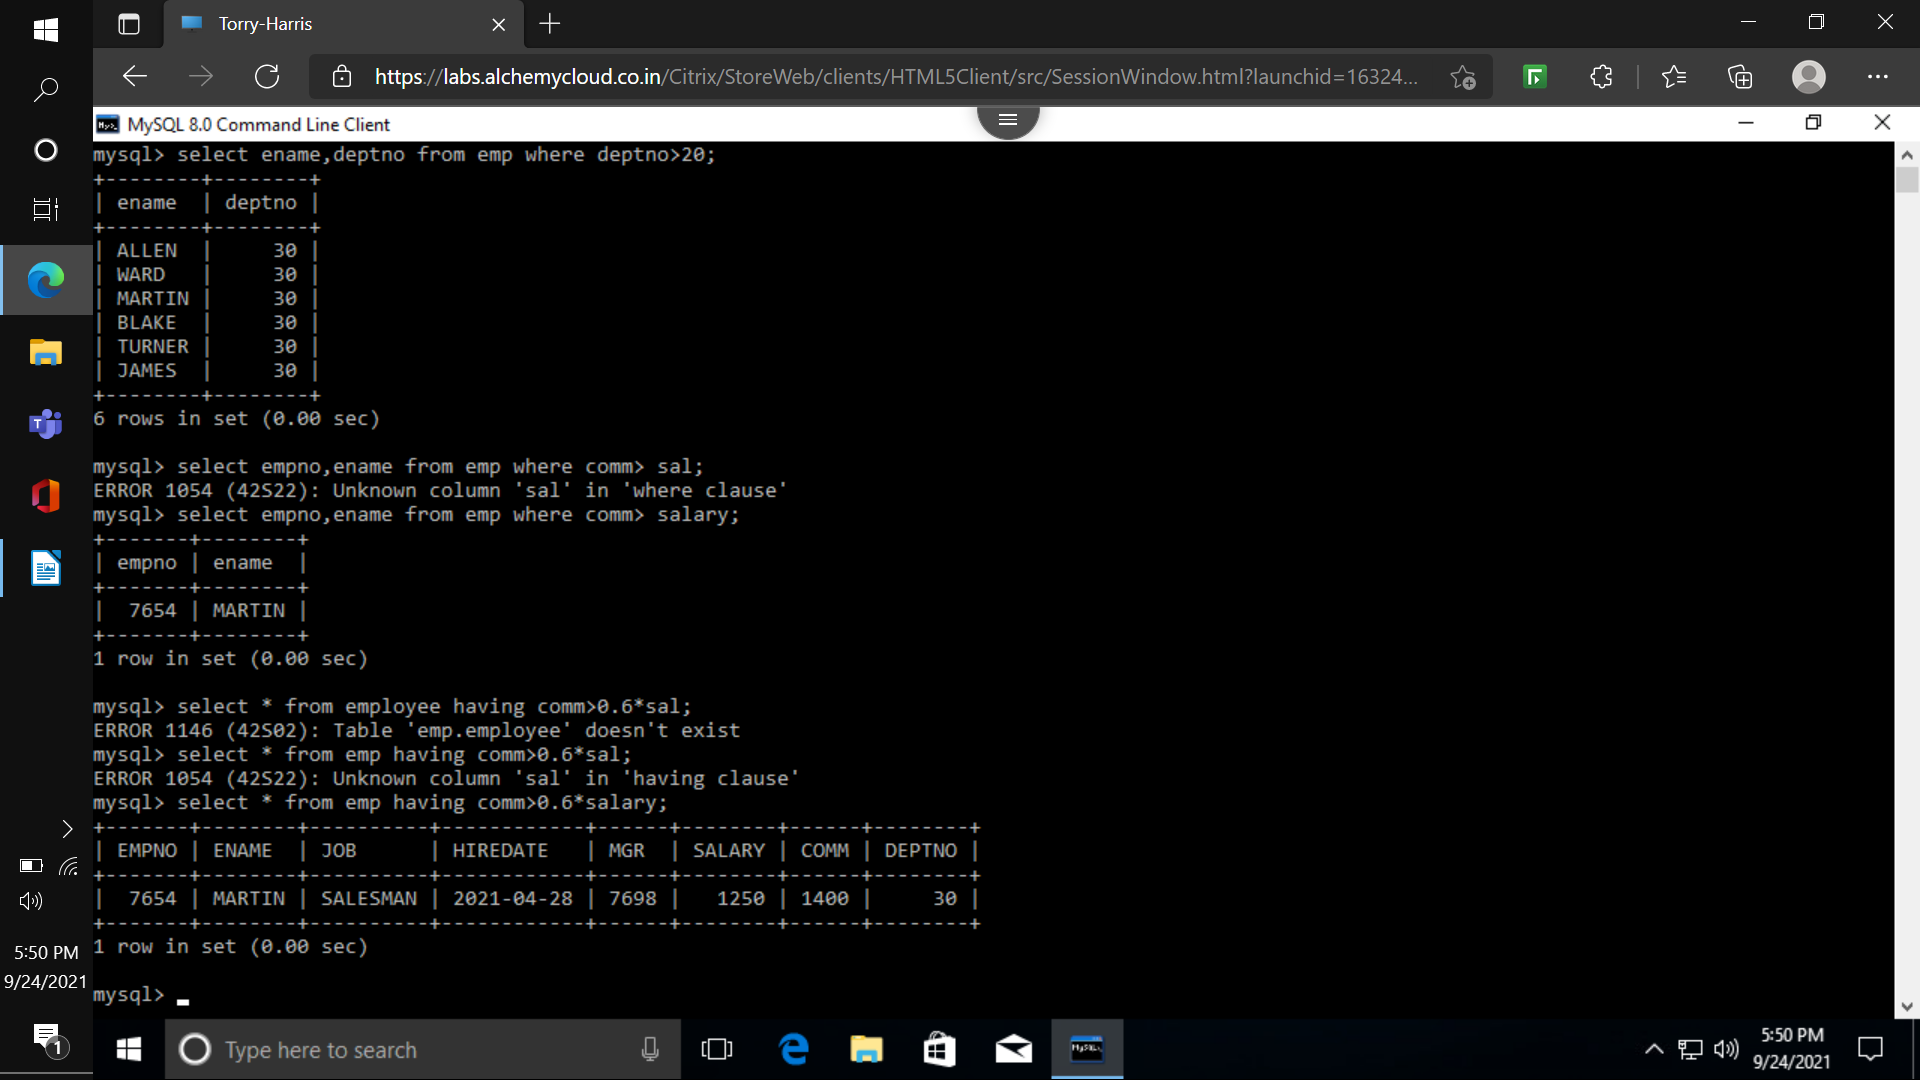 Torry-Harris
https://labs.alchemycloud.co.in/Citrix/StoreWeb/clients/HTML5Client/src/SessionWindow.html?launchid=16324...
MySQL 8.0 Command Line Client
mysql> select ename,deptno from emp where deptno>20;
+--------+--------+
| ename  | deptno |
+--------+--------+
| ALLEN  |     30 |
| WARD   |     30 |
| MARTIN |     30 |
| BLAKE  |     30 |
| TURNER |     30 |
| JAMES  |     30 |
+--------+--------+
6 rows in set (0.00 sec)
mysql> select empno,ename from emp where comm> sal;
ERROR 1054 (42S22): Unknown column 'sal' in 'where clause'
mysql> select empno,ename from emp where comm> salary;
+-------+--------+
| empno | ename  |
+-------+--------+
|  7654 | MARTIN |
+-------+--------+
1 row in set (0.00 sec)
mysql> select * from employee having comm>0.6*sal;
ERROR 1146 (42S02): Table 'emp.employee' doesn't exist
mysql> select * from emp having comm>0.6*sal;
ERROR 1054 (42S22): Unknown column 'sal' in 'having clause'
mysql> select * from emp having comm>0.6*salary;
+-------+--------+----------+------------+------+--------+------+--------+
| EMPNO | ENAME  | JOB      | HIREDATE   | MGR  | SALARY | COMM | DEPTNO |
+-------+--------+----------+------------+------+--------+------+--------+
|  7654 | MARTIN | SALESMAN | 2021-04-28 | 7698 |   1250 | 1400 |     30 |
+-------+--------+----------+------------+------+--------+------+--------+
1 row in set (0.00 sec)
mysql>
5:50 PM
9/24/2021
1
Type here to search
MySQL
5:50 PM
9/24/2021